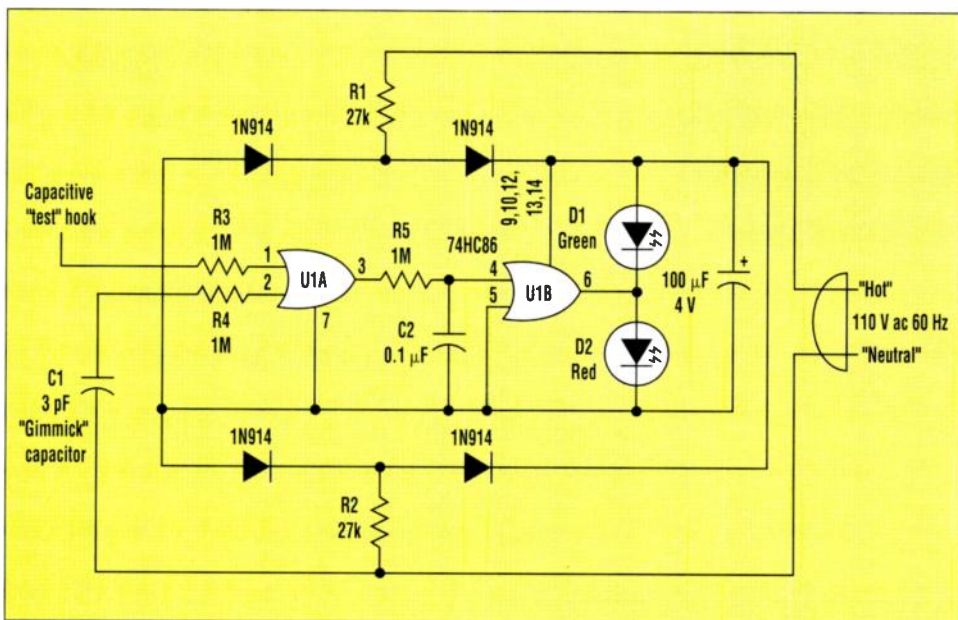 R1
27k
1N914
1N914
Capacitive
"test" hook
R3
1M
1
2
R4
1M
U1A
3
7
R5
1M
C2
0.1 µF
74HC86
9,10,12,
13,14
4
5
U1B
6
D1
Green
D2
Red
+
100 µF
4 V
"Hot"
110 V ac 60 Hz
"Neutral"
C1
3 pF
"Gimmick"
capacitor
1N914
1N914
R2
27k